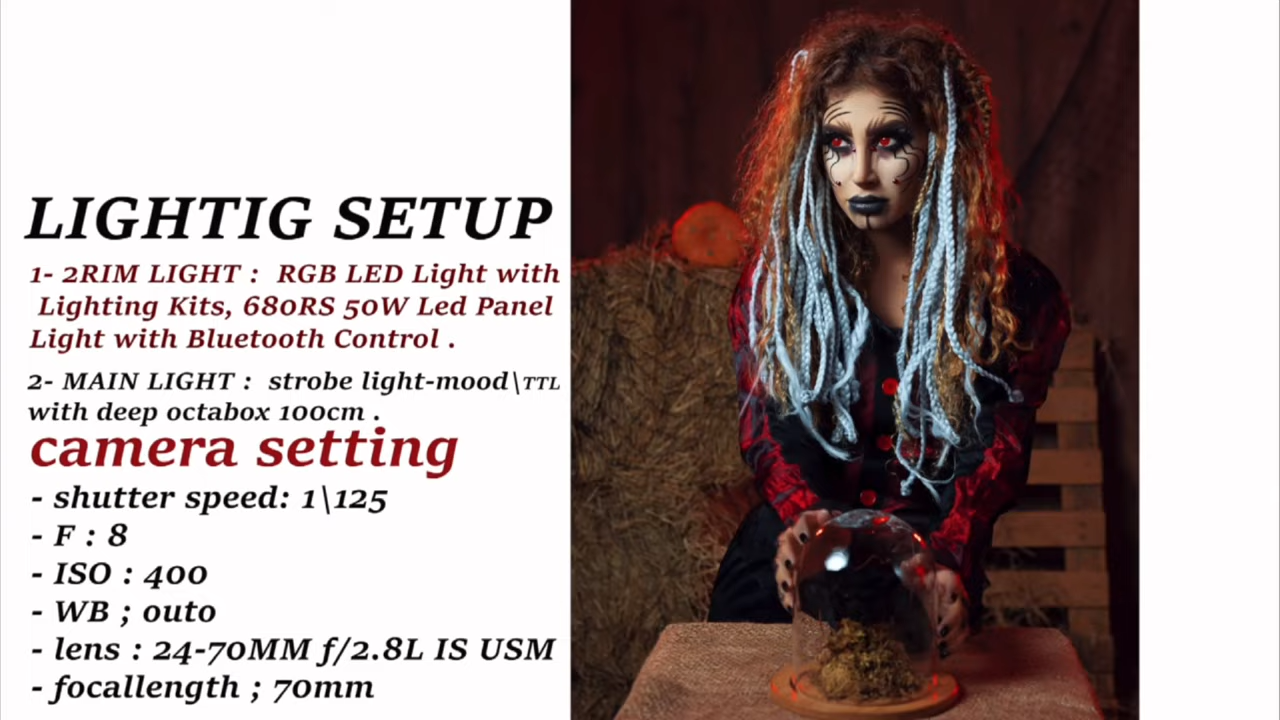 LIGHTIG SETUP
1- 2RIM LIGHT : RGB LED Light with
Lighting Kits, 680RS 50W Led Panel
Light with Bluetooth Control .
2- MAIN LIGHT : strobe light-mood\TTL
with deep octabox 100cm .
camera setting
- shutter speed: 1\125
- F : 8
- ISO : 400
- WB ; outo
- lens : 24-70MM f/2.8L IS USM
- focallength ; 70mm